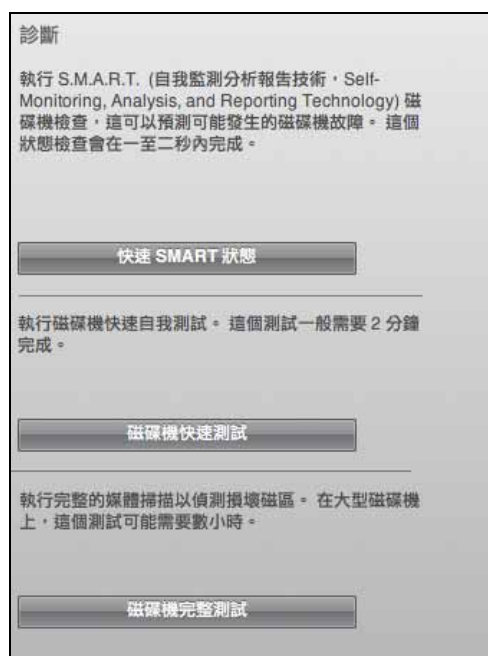 診斷
執行 S.M.A.R.T. (自我監測分析報告技術，Self-
Monitoring, Analysis, and Reporting Technology) 磁
碟機檢查，這可以預測可能發生的磁碟機故障。 這個
狀態檢查會在一至二秒內完成。
快速 SMART 狀態
執行磁碟機快速自我測試。 這個測試一般需要 2 分鐘
完成。
磁碟機快速測試
執行完整的媒體掃描以偵測損壞磁區。 在大型磁碟機
上，這個測試可能需要數小時。
磁碟機完整測試